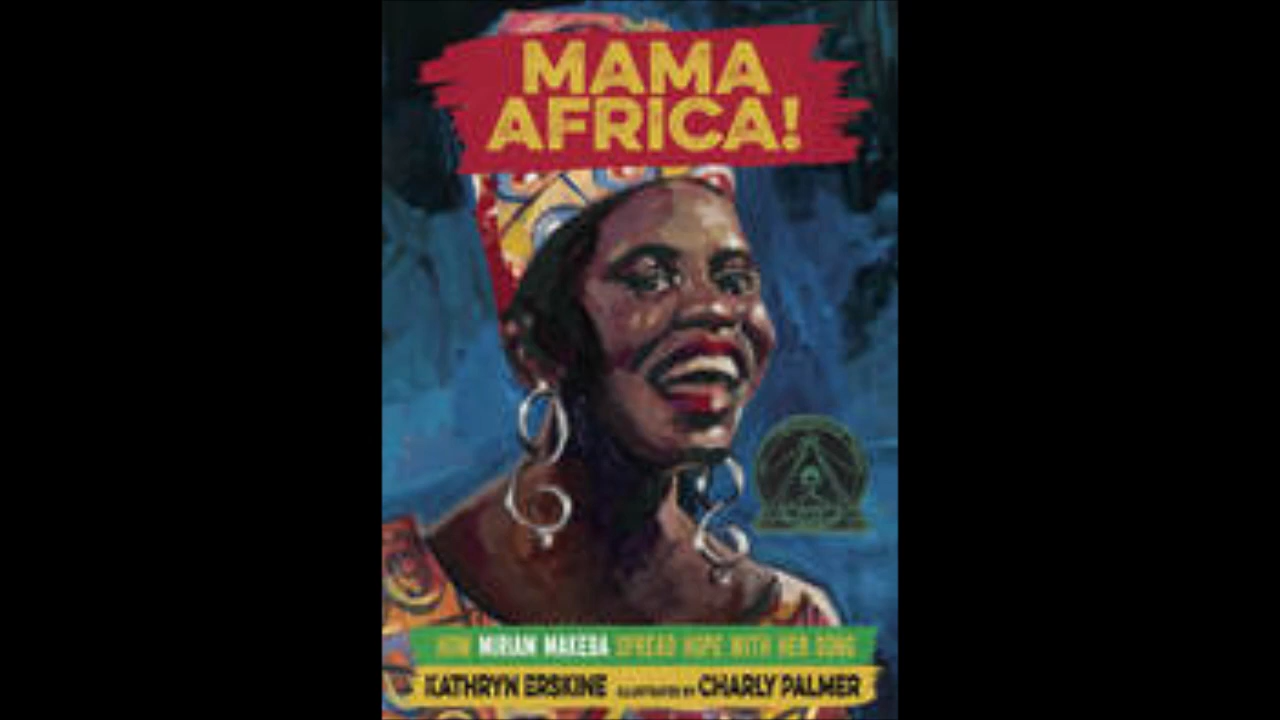 MAMA
AFRICA!
HOW MIRIAM MAKEBA SPREAD HOPE WITH HER SONG
KATHRYN ERSKINE ILLUSTRATED BY CHARLY PALMER